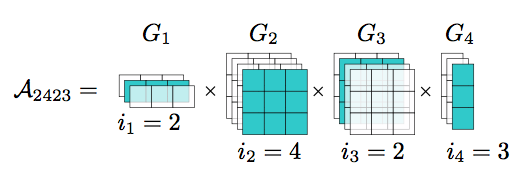 G₁ G₂ G₃ G₄
𝒜₂₄₂₃ = × × ×
i₁ = 2
i₂ = 4 i₃ = 2 i₄ = 3